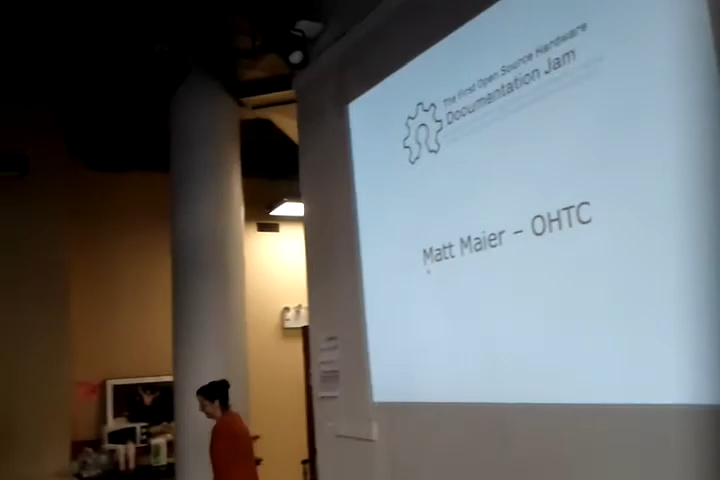 The First Open Source Hardware
Documentation Jam
Matt Maier – OHTC